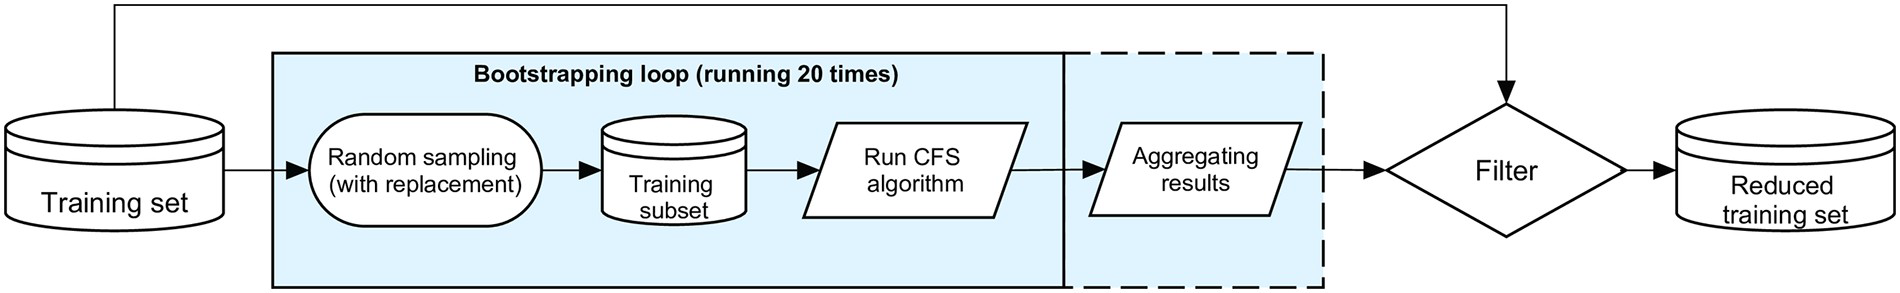 Bootstrapping loop (running 20 times)
Training set
Random sampling
(with replacement)
Training
subset
Run CFS
algorithm
Aggregating
results
Filter
Reduced
training set